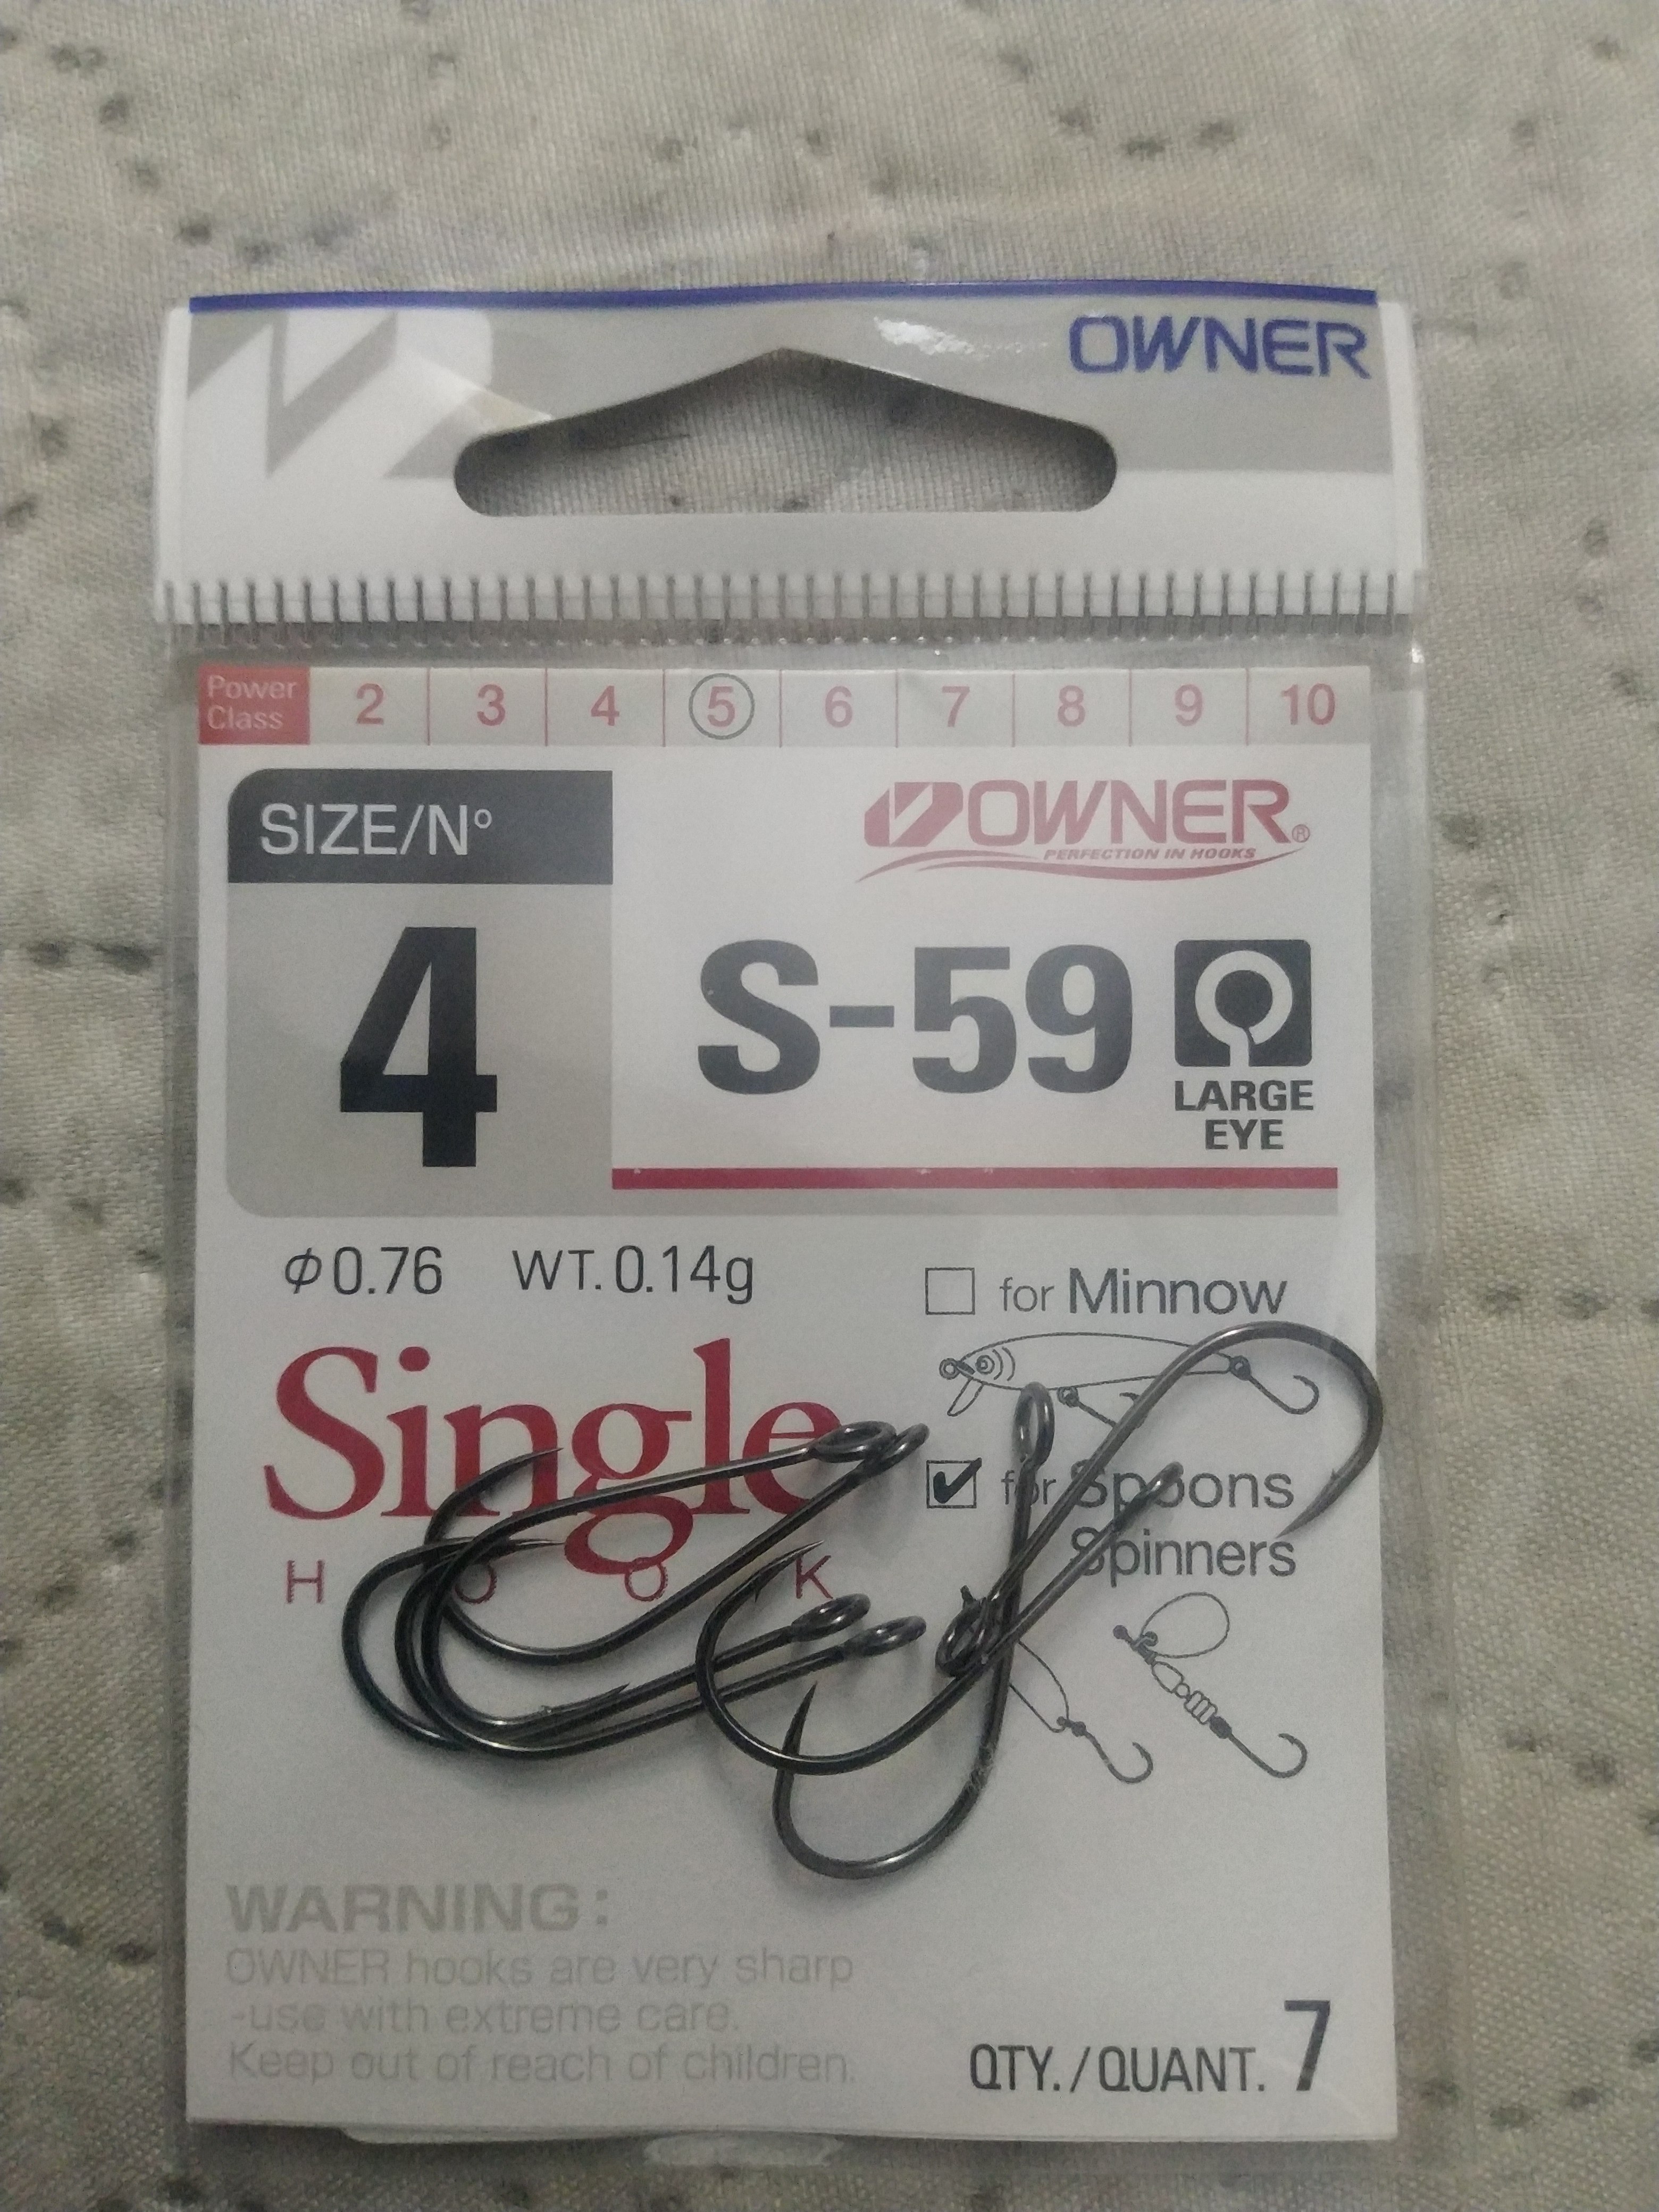 OWNER
Power Class 2 3 4 5 6 7 8 9 10
SIZE/Nº
OWNER®
PERFECTION IN HOOKS
4
S-59
LARGE
EYE
Φ0.76 WT.0.14g
for Minnow
Single
for Spoons
Spinners
HOOK
WARNING:
OWNER hooks are very sharp
-use with extreme care.
Keep out of reach of children.
QTY./QUANT. 7